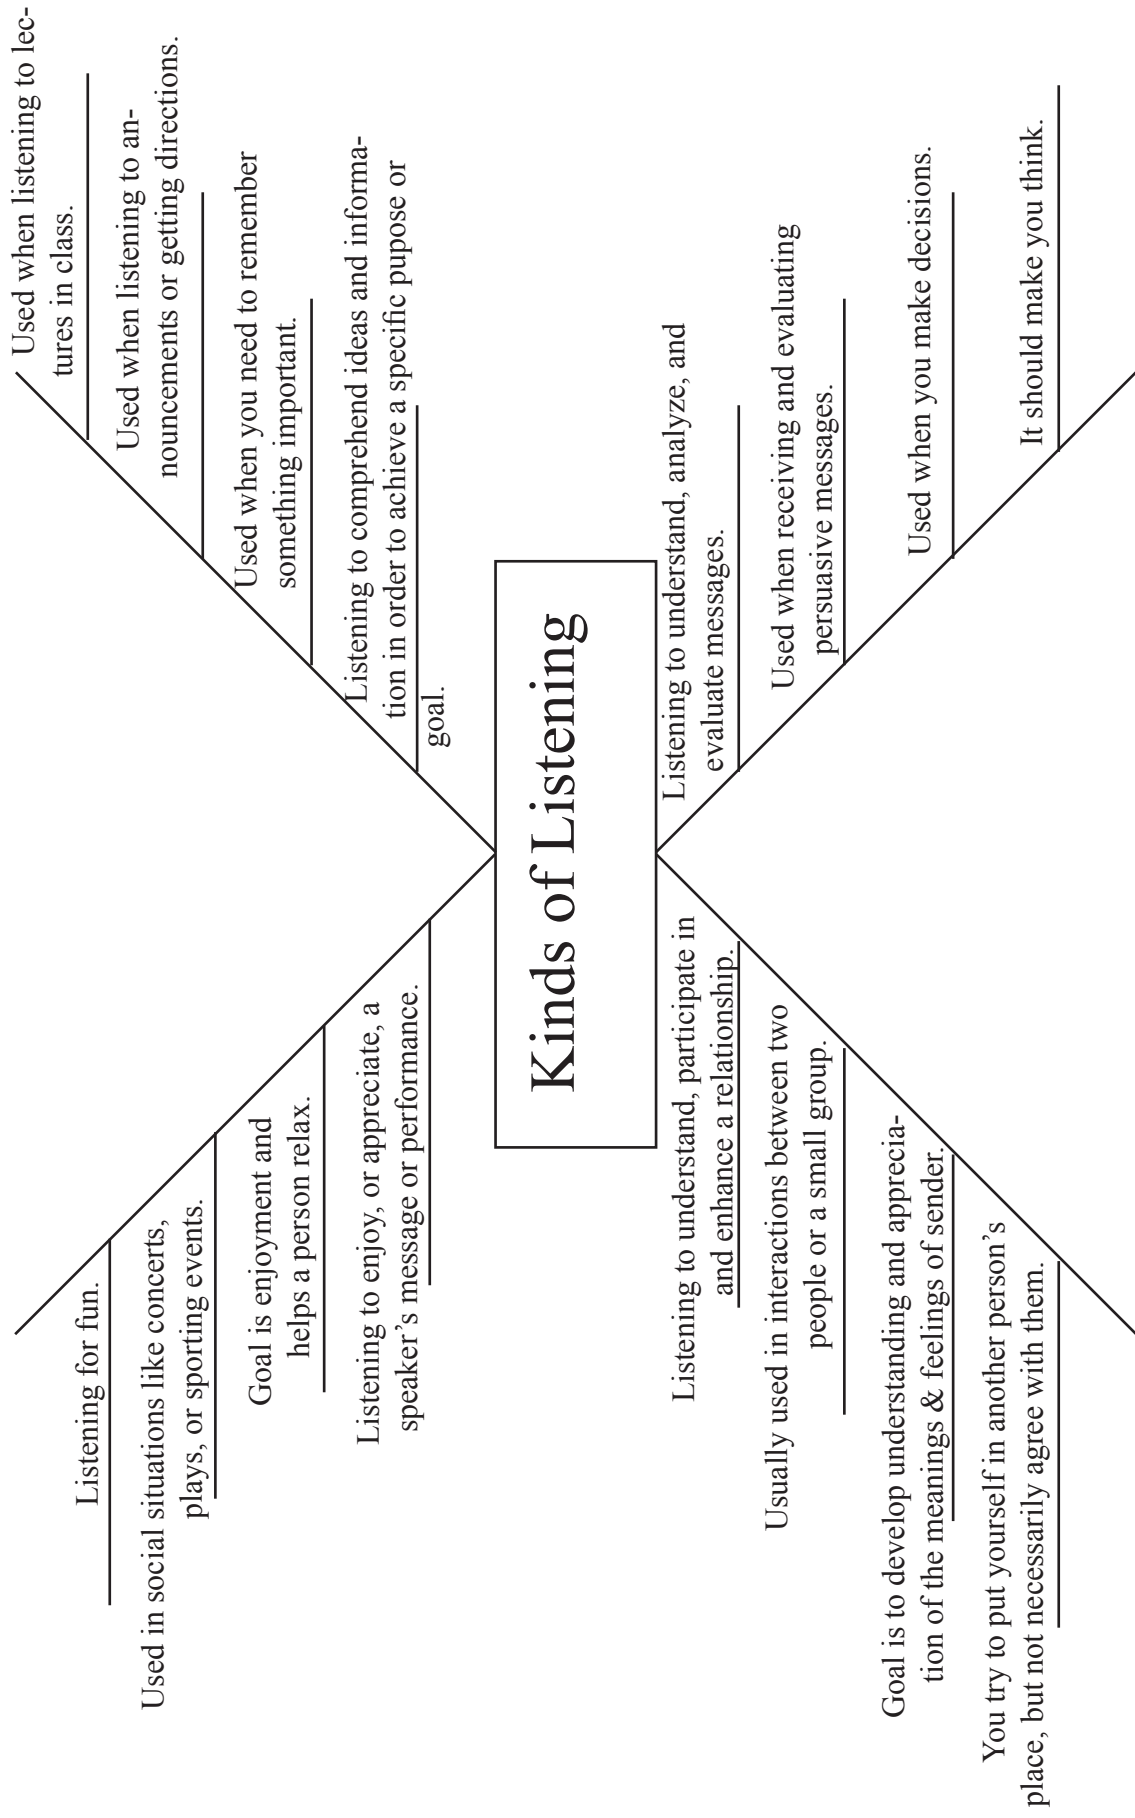 Listening for fun.
Used in social situations like concerts,
plays, or sporting events.
Goal is enjoyment and
helps a person relax.
Listening to enjoy, or appreciate, a
speaker’s message or performance.
Used when listening to lec-
tures in class.
Used when listening to an-
nouncements or getting directions.
Used when you need to remember
something important.
Listening to comprehend ideas and informa-
tion in order to achieve a specific pupose or
goal.
Kinds of Listening
Listening to understand, participate in
and enhance a relationship.
Usually used in interactions between two
people or a small group.
Goal is to develop understanding and apprecia-
tion of the meanings & feelings of sender.
You try to put yourself in another person’s
place, but not necessarily agree with them.
Listening to understand, analyze, and
evaluate messages.
Used when receiving and evaluating
persuasive messages.
Used when you make decisions.
It should make you think.